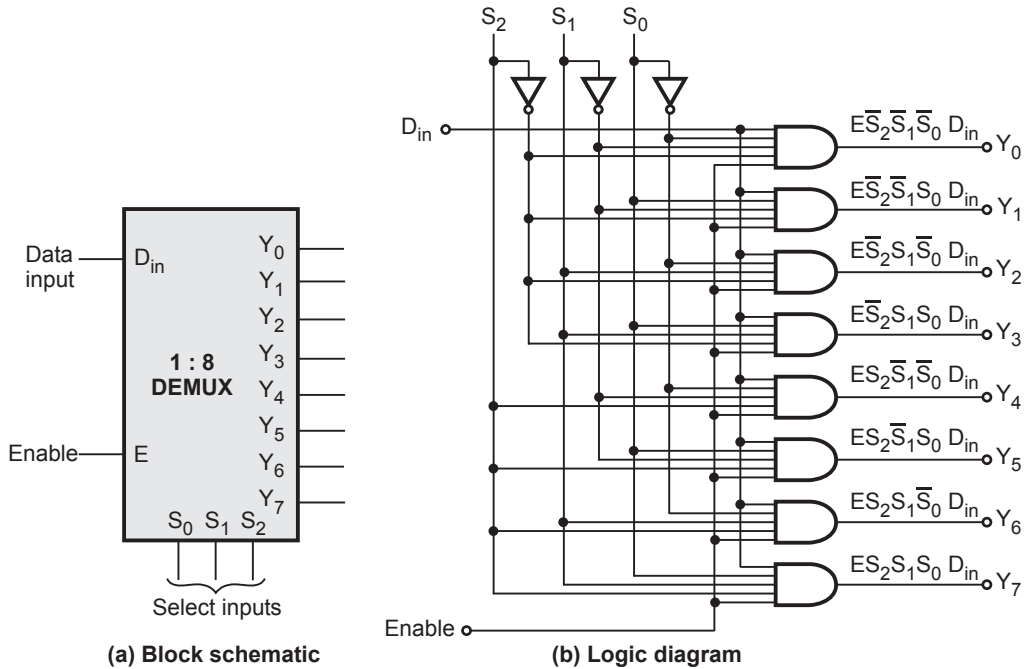 S2 S1 S0
Din
ES̅2S̅1S̅0 Din Y0
ES̅2S̅1S0 Din Y1
ES̅2S1S̅0 Din Y2
ES̅2S1S0 Din Y3
ES2S̅1S̅0 Din Y4
ES2S̅1S0 Din Y5
ES2S1S̅0 Din Y6
ES2S1S0 Din Y7
Enable
(b) Logic diagram
Data
input
Din
Y0
Y1
Y2
Y3
Y4
Y5
Y6
Y7
1 : 8
DEMUX
Enable
E
S0 S1 S2
Select inputs
(a) Block schematic